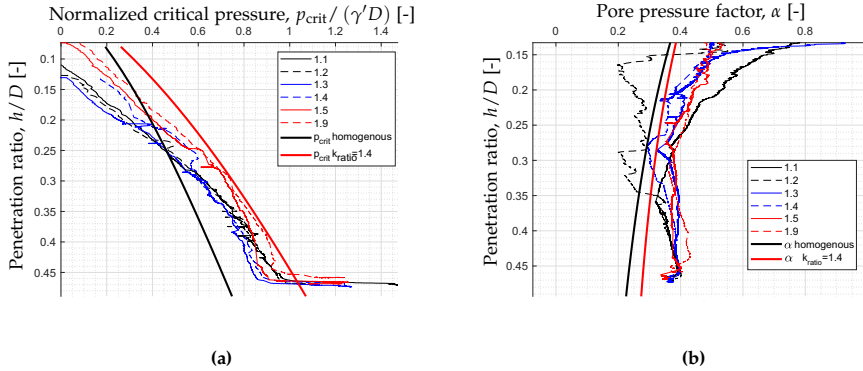 Normalized critical pressure, p_crit / (γ′D) [-]
0 0.2 0.4 0.6 0.8 1 1.2 1.4
Penetration ratio, h/D [-]
0.1
0.15
0.2
0.25
0.3
0.35
0.4
0.45
1.1
1.2
1.3
1.4
1.5
1.9
p_crit homogenous
p_crit k_ratio=1.4
(a)
Pore pressure factor, α [-]
0 0.2 0.4 0.6 0.8
Penetration ratio, h/D [-]
0.15
0.2
0.25
0.3
0.35
0.4
0.45
1.1
1.2
1.3
1.4
1.5
1.9
α homogenous
α k_ratio=1.4
(b)